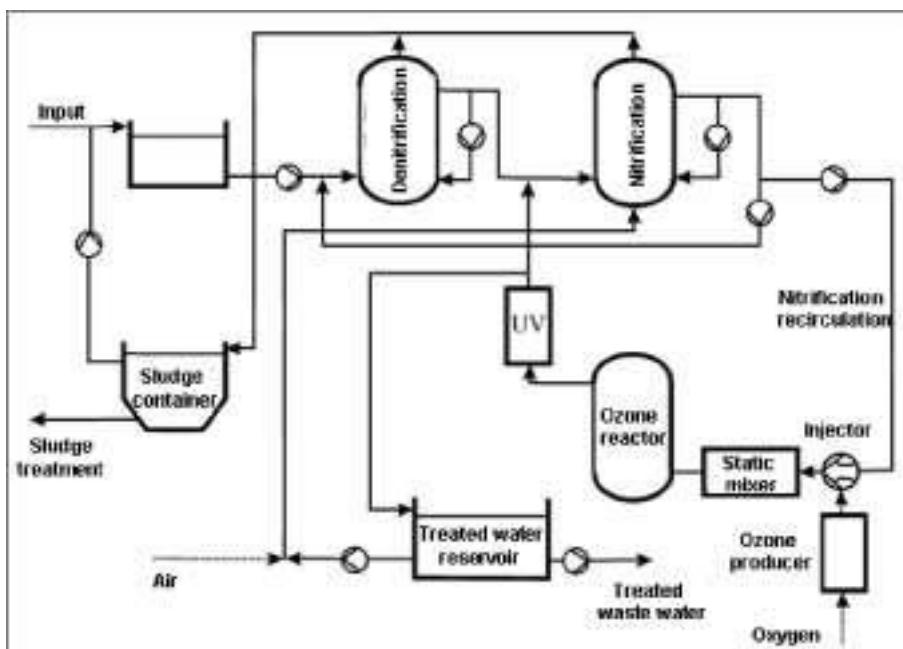 Input
Denitrification
Nitrification
Nitrification
recirculation
UV
Sludge
container
Ozone
reactor
Injector
Sludge
treatment
Static
mixer
Treated water
reservoir
Ozone
producer
Air
Treated
waste water
Oxygen